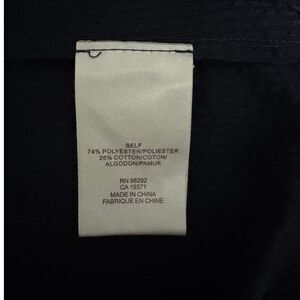 SELF
74% POLYESTER/POLIESTER
26% COTTON/COTON/
ALGODON/PAMUK
RN 98292
CA 19371
MADE IN CHINA
FABRIQUE EN CHINE